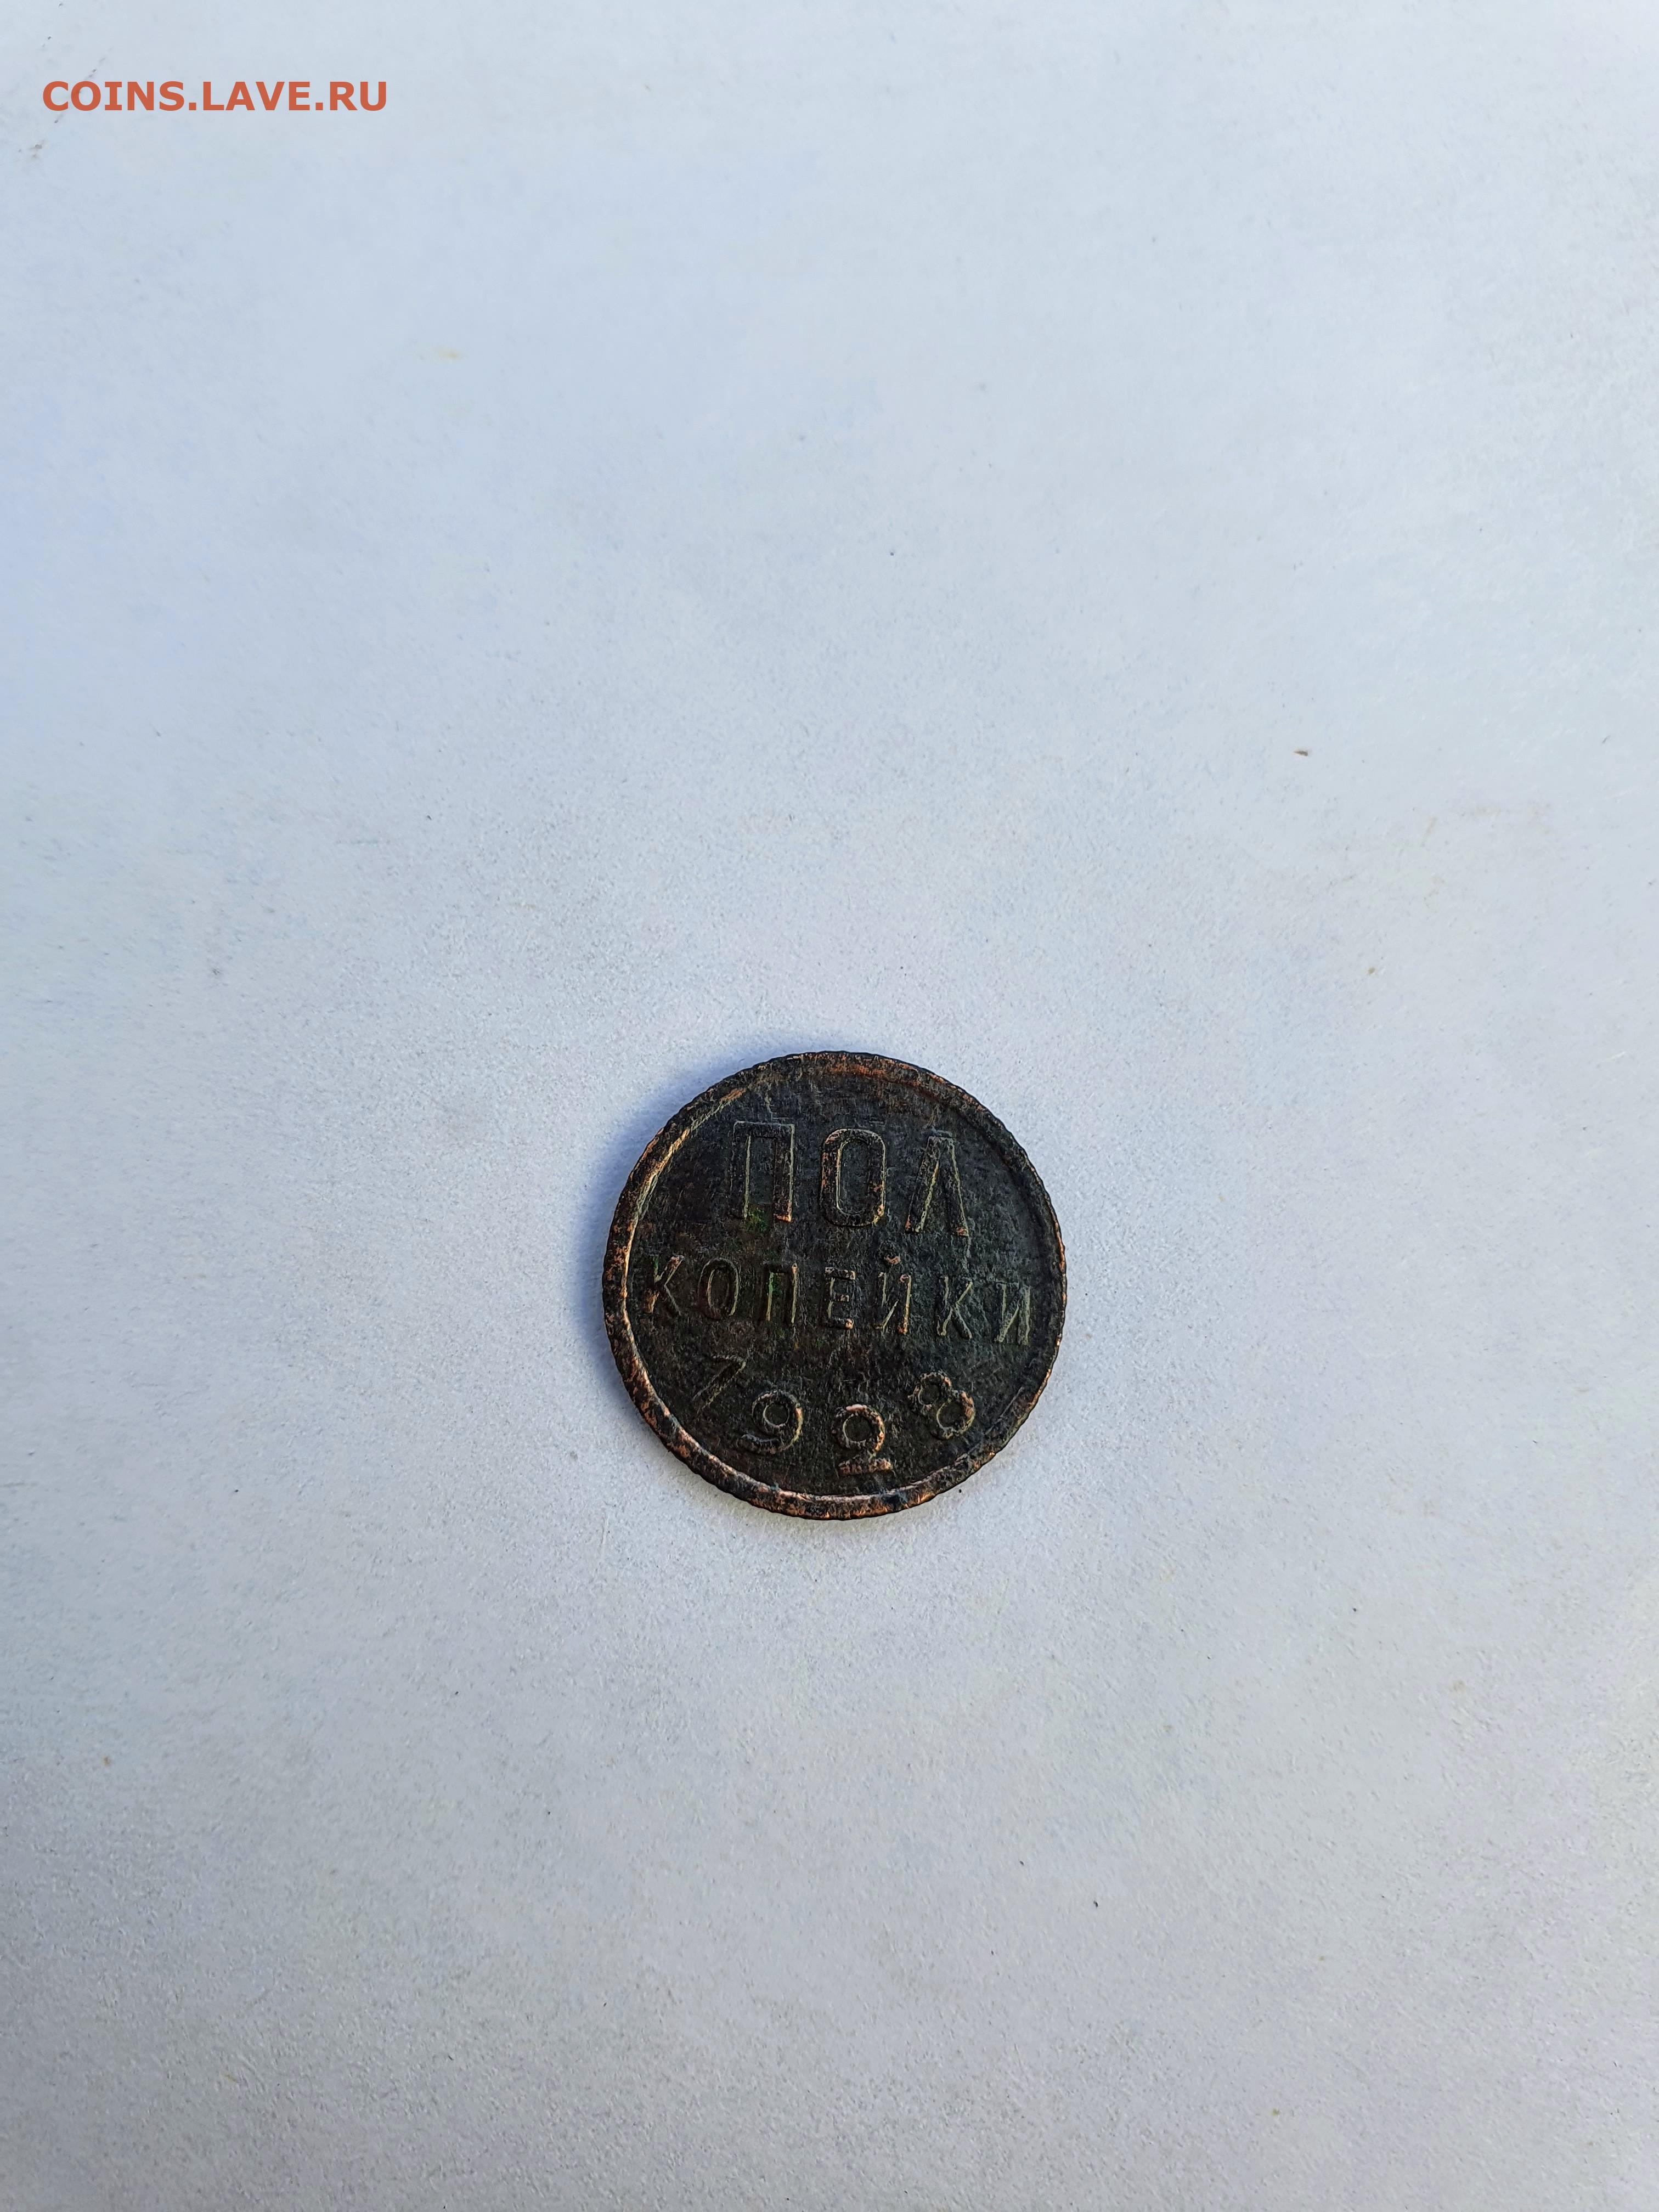 COINS.LAVE.RU
ПОЛ
КОПЕЙКИ
1928